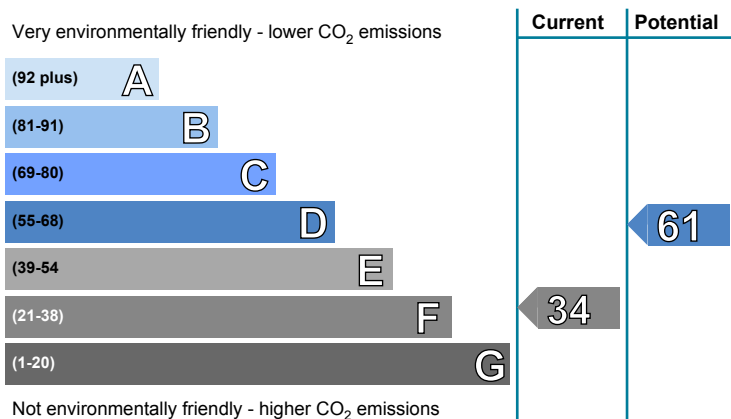 Very environmentally friendly - lower CO₂ emissions
Current
Potential
(92 plus) A
(81-91) B
(69-80) C
(55-68) D
61
(39-54 E
(21-38) F
34
(1-20) G
Not environmentally friendly - higher CO₂ emissions